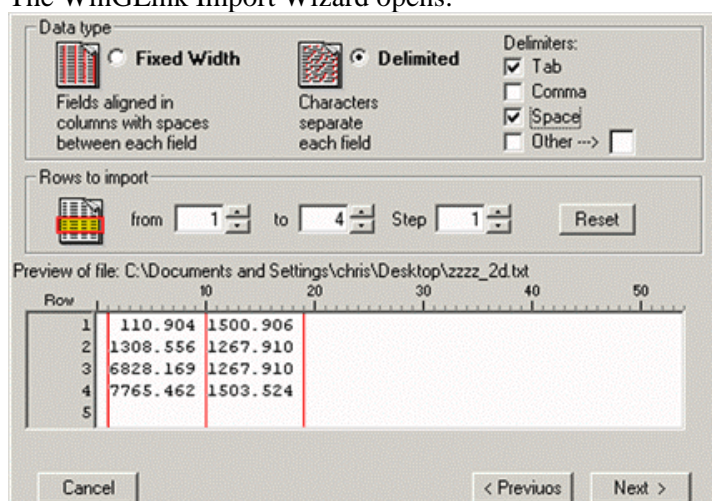 The WinGLink Import Wizard opens:
Data type
Fixed Width
Fields aligned in
columns with spaces
between each field
Delimited
Characters
separate
each field
Delimiters:
Tab
Comma
Space
Other --->
Rows to import
from 1 to 4 Step 1 Reset
Preview of file: C:\Documents and Settings\chris\Desktop\zzzz_2d.txt
Row 10 20 30 40 50
1 110.904 1500.906
2 1308.556 1267.910
3 6828.169 1267.910
4 7765.462 1503.524
5
Cancel < Previuos Next >